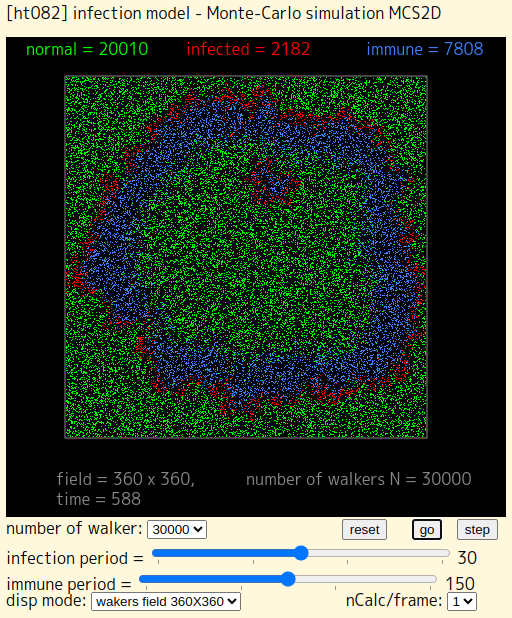 [ht082] infection model - Monte-Carlo simulation MCS2D
normal = 20010 infected = 2182 immune = 7808
field = 360 x 360, number of walkers N = 30000
time = 588
number of walker: 30000 reset go step
infection period = 30
immune period = 150
disp mode: wakers field 360X360 nCalc/frame: 1